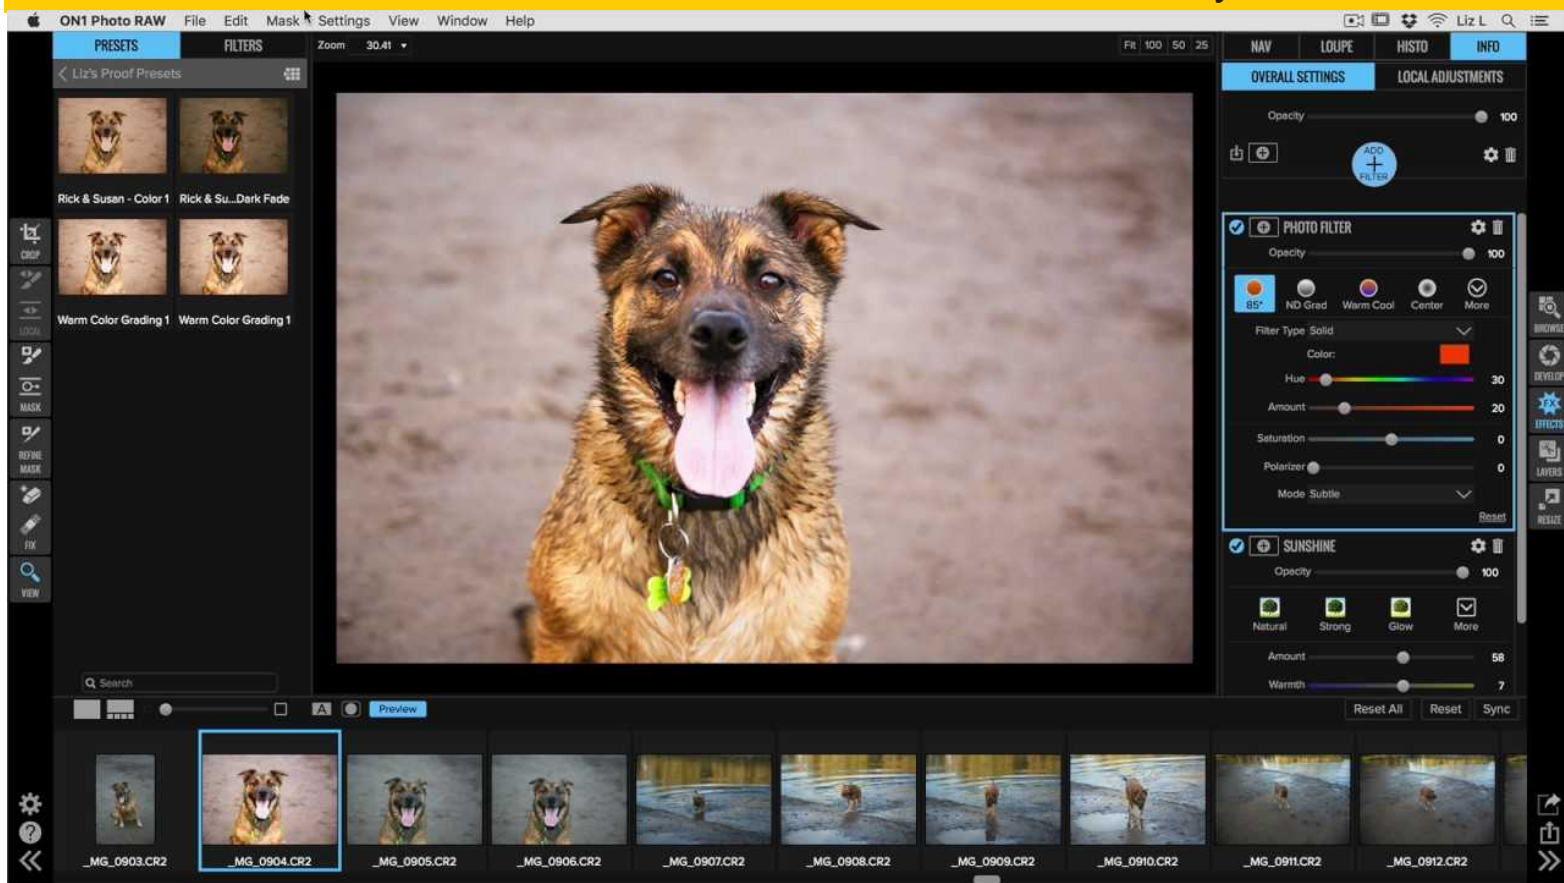 ON1 Photo RAW File Edit Mask Settings View Window Help Liz L
PRESETS FILTERS Zoom 30.41 Fit 100 50 25 NAV LOUPE HISTO INFO
Liz's Proof Presets OVERALL SETTINGS LOCAL ADJUSTMENTS
Opacity 100
ADD
FILTER
Rick & Susan - Color 1 Rick & Su...Dark Fade
PHOTO FILTER
Opacity 100
CROP
85° ND Grad Warm Cool Center More
Warm Color Grading 1 Warm Color Grading 1
LOCAL
BROWSE
Filter Type Solid
Color:
Hue 30
DEVELOP
MASK
Amount 20
EFFECTS
Saturation 0
REFINE
MASK
Polarizer 0
LAYERS
Mode Subtle
Reset
RESIZE
FIX
SUNSHINE
Opacity 100
VIEW
Natural Strong Glow More
Amount 58
Search
Warmth 7
A Preview Reset All Reset Sync
_MG_0903.CR2 _MG_0904.CR2 _MG_0905.CR2 _MG_0906.CR2 _MG_0907.CR2 _MG_0908.CR2 _MG_0909.CR2 _MG_0910.CR2 _MG_0911.CR2 _MG_0912.CR2